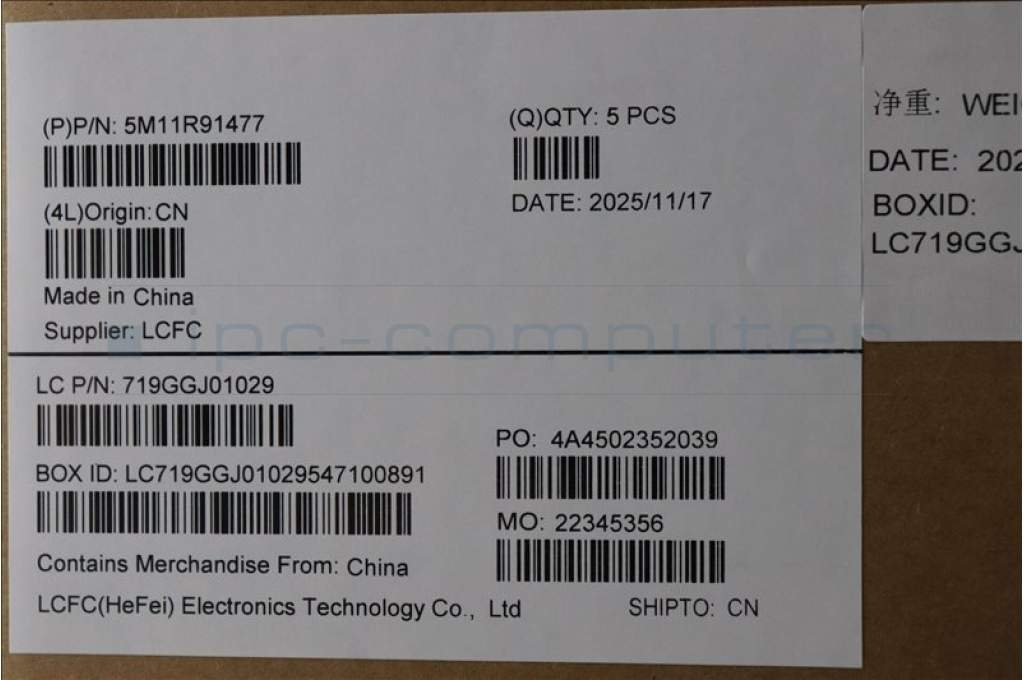 (P)P/N: 5M11R91477
(Q)QTY: 5 PCS
(4L)Origin: CN
DATE: 2025/11/17
Made in China
Supplier: LCFC
ipc-computer
LC P/N: 719GGJ01029
PO: 4A4502352039
BOX ID: LC719GGJ01029547100891
MO: 22345356
Contains Merchandise From: China
LCFC(HeFei) Electronics Technology Co., Ltd
SHIPTO: CN
净重: WEI
DATE: 202
BOXID:
LC719GGJ